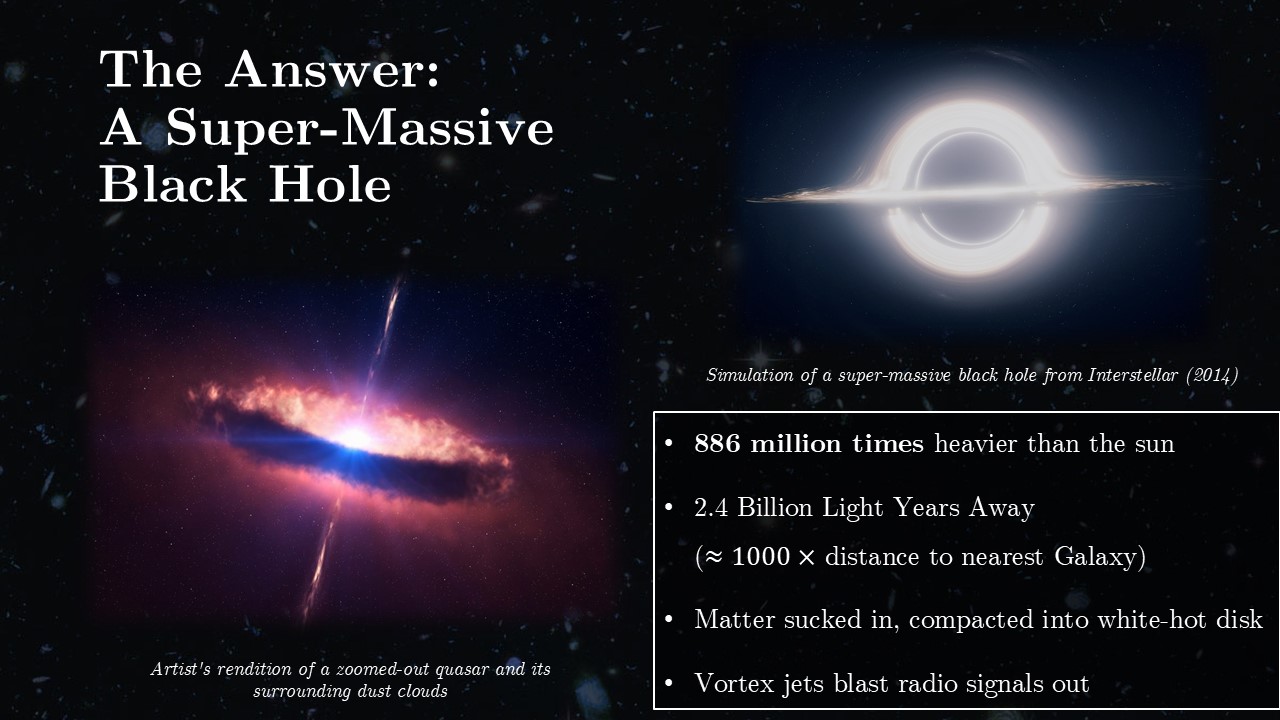 The Answer:
A Super-Massive
Black Hole
Simulation of a super-massive black hole from Interstellar (2014)
• 886 million times heavier than the sun
• 2.4 Billion Light Years Away
(≈ 1000 × distance to nearest Galaxy)
• Matter sucked in, compacted into white-hot disk
• Vortex jets blast radio signals out
Artist's rendition of a zoomed-out quasar and its
surrounding dust clouds